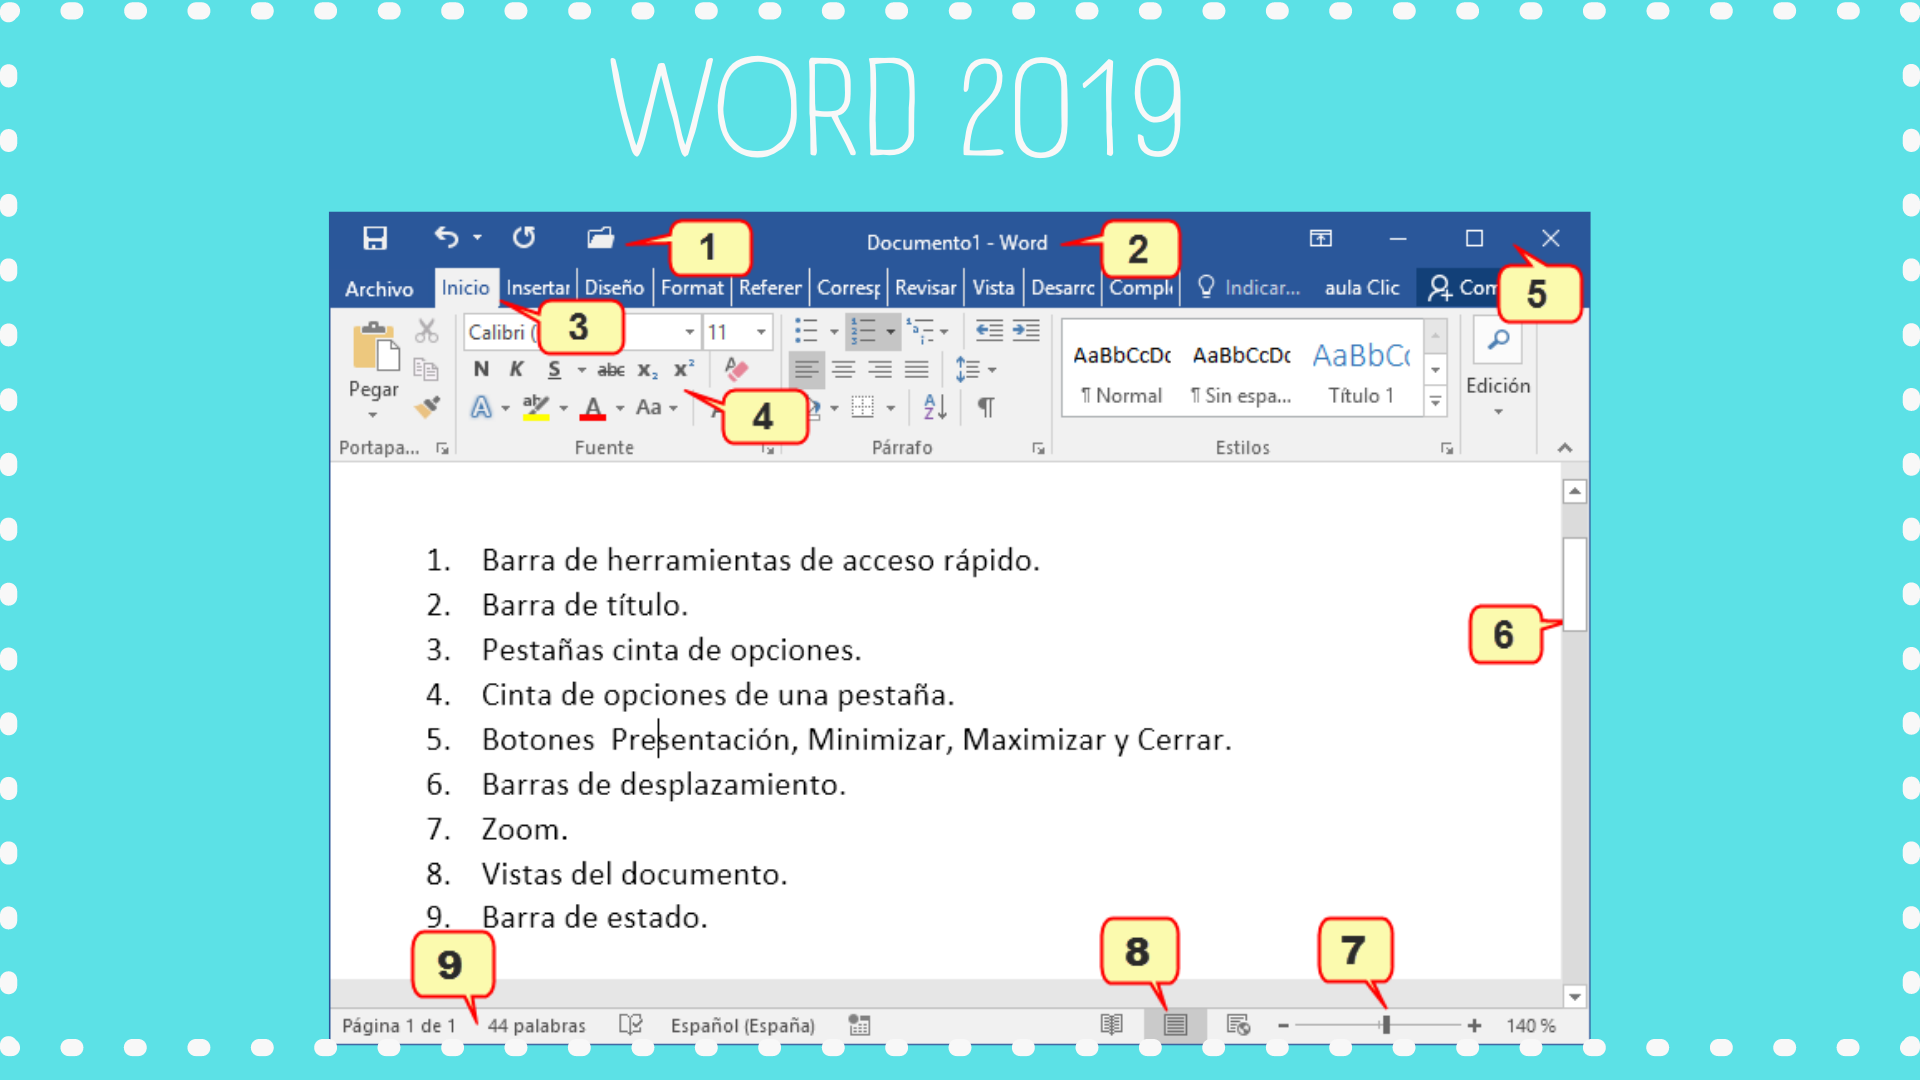 WORD 2019
1
Documento1 - Word
2
Archivo Inicio Insertar Diseño Format Referer Corresp Revisar Vista Desarrc Comple Indicar... aula Clic Com
5
Calibri ( 3 11
Pegar N K S abc x₂ x² AaBbCcDc AaBbCcDc AaBbC Edición
Aa 4 ¶ Normal ¶ Sin espa... Título 1
Portapa... Fuente Párrafo Estilos
1. Barra de herramientas de acceso rápido.
2. Barra de título.
6
3. Pestañas cinta de opciones.
4. Cinta de opciones de una pestaña.
5. Botones Presentación, Minimizar, Maximizar y Cerrar.
6. Barras de desplazamiento.
7. Zoom.
8. Vistas del documento.
9. Barra de estado.
9 8 7
Página 1 de 1 44 palabras Español (España) 140 %